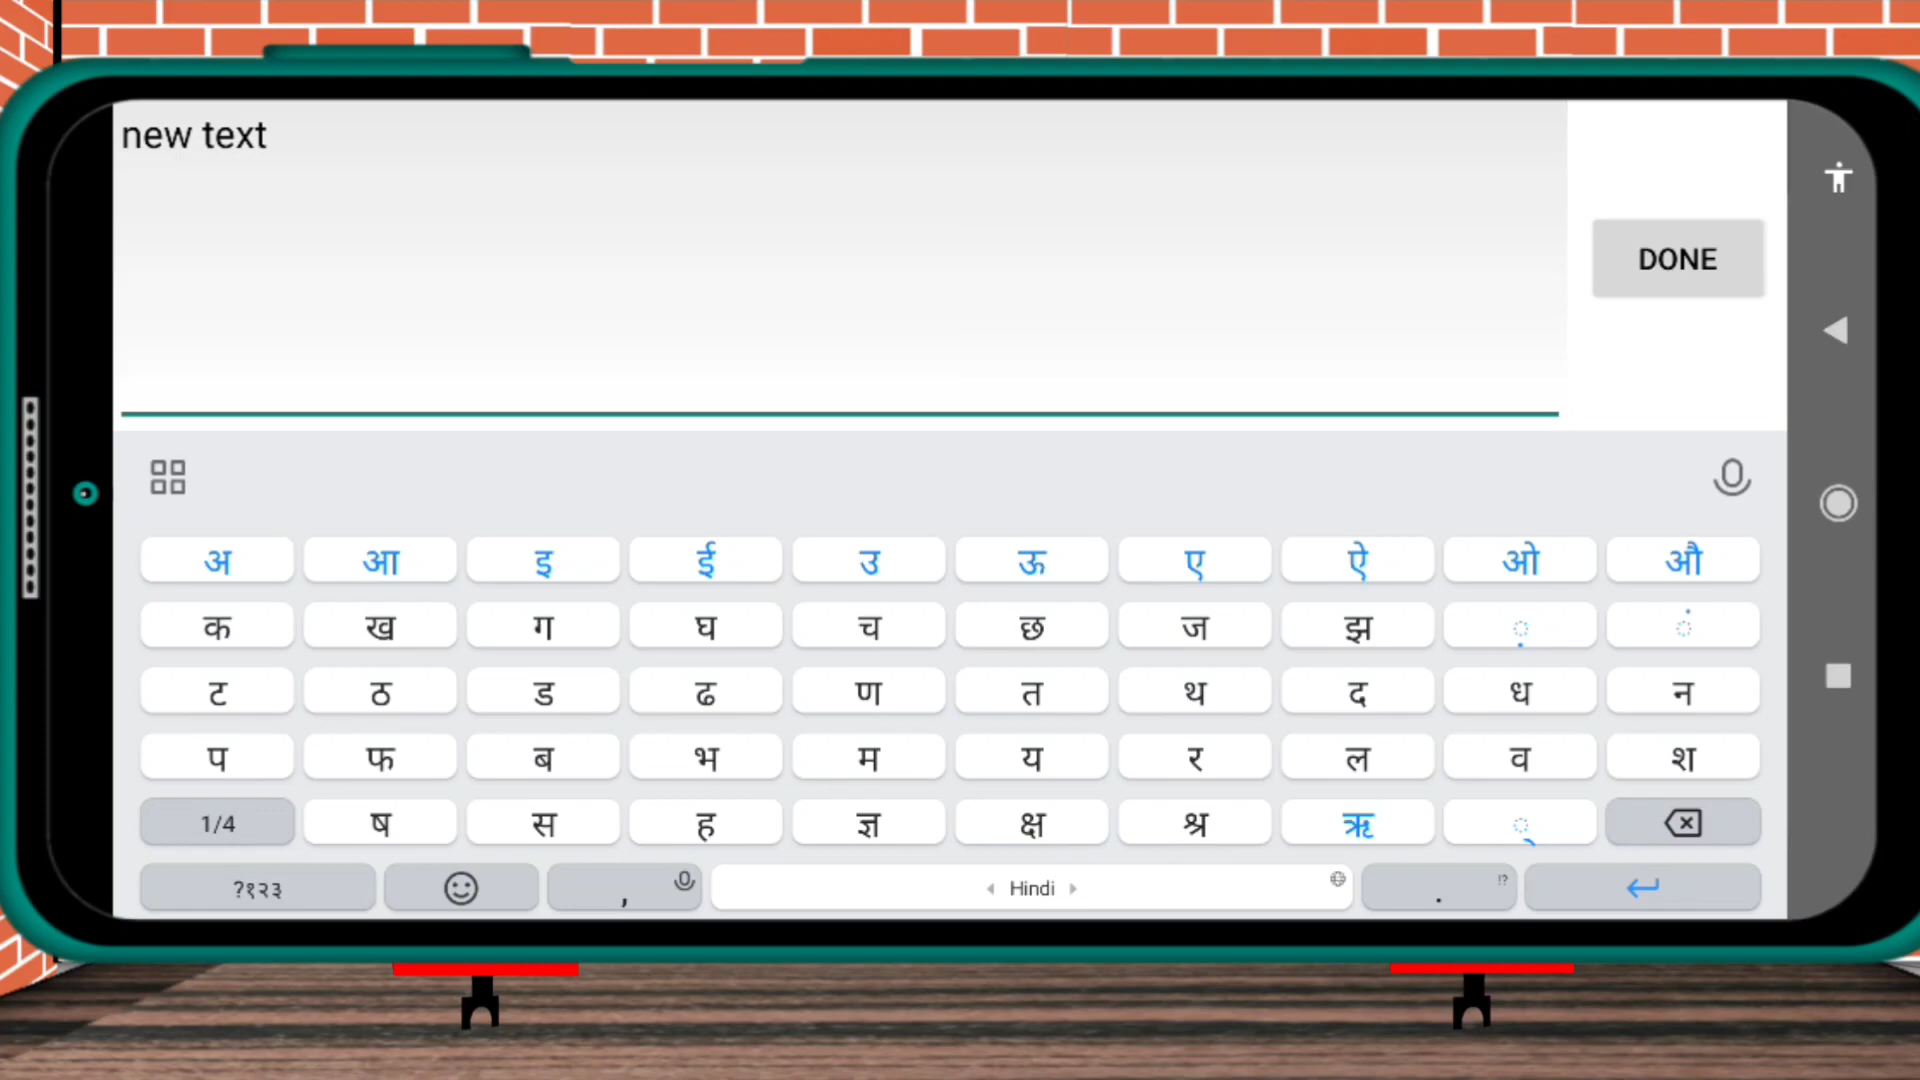 new text
DONE
अ आ इ ई उ ऊ ए ऐ ओ औ
क ख ग घ च छ ज झ ़ ं
ट ठ ड ढ ण त थ द ध न
प फ ब भ म य र ल व श
1/4 ष स ह ज्ञ क्ष श्र ऋ ्
?१२३ , Hindi . !?